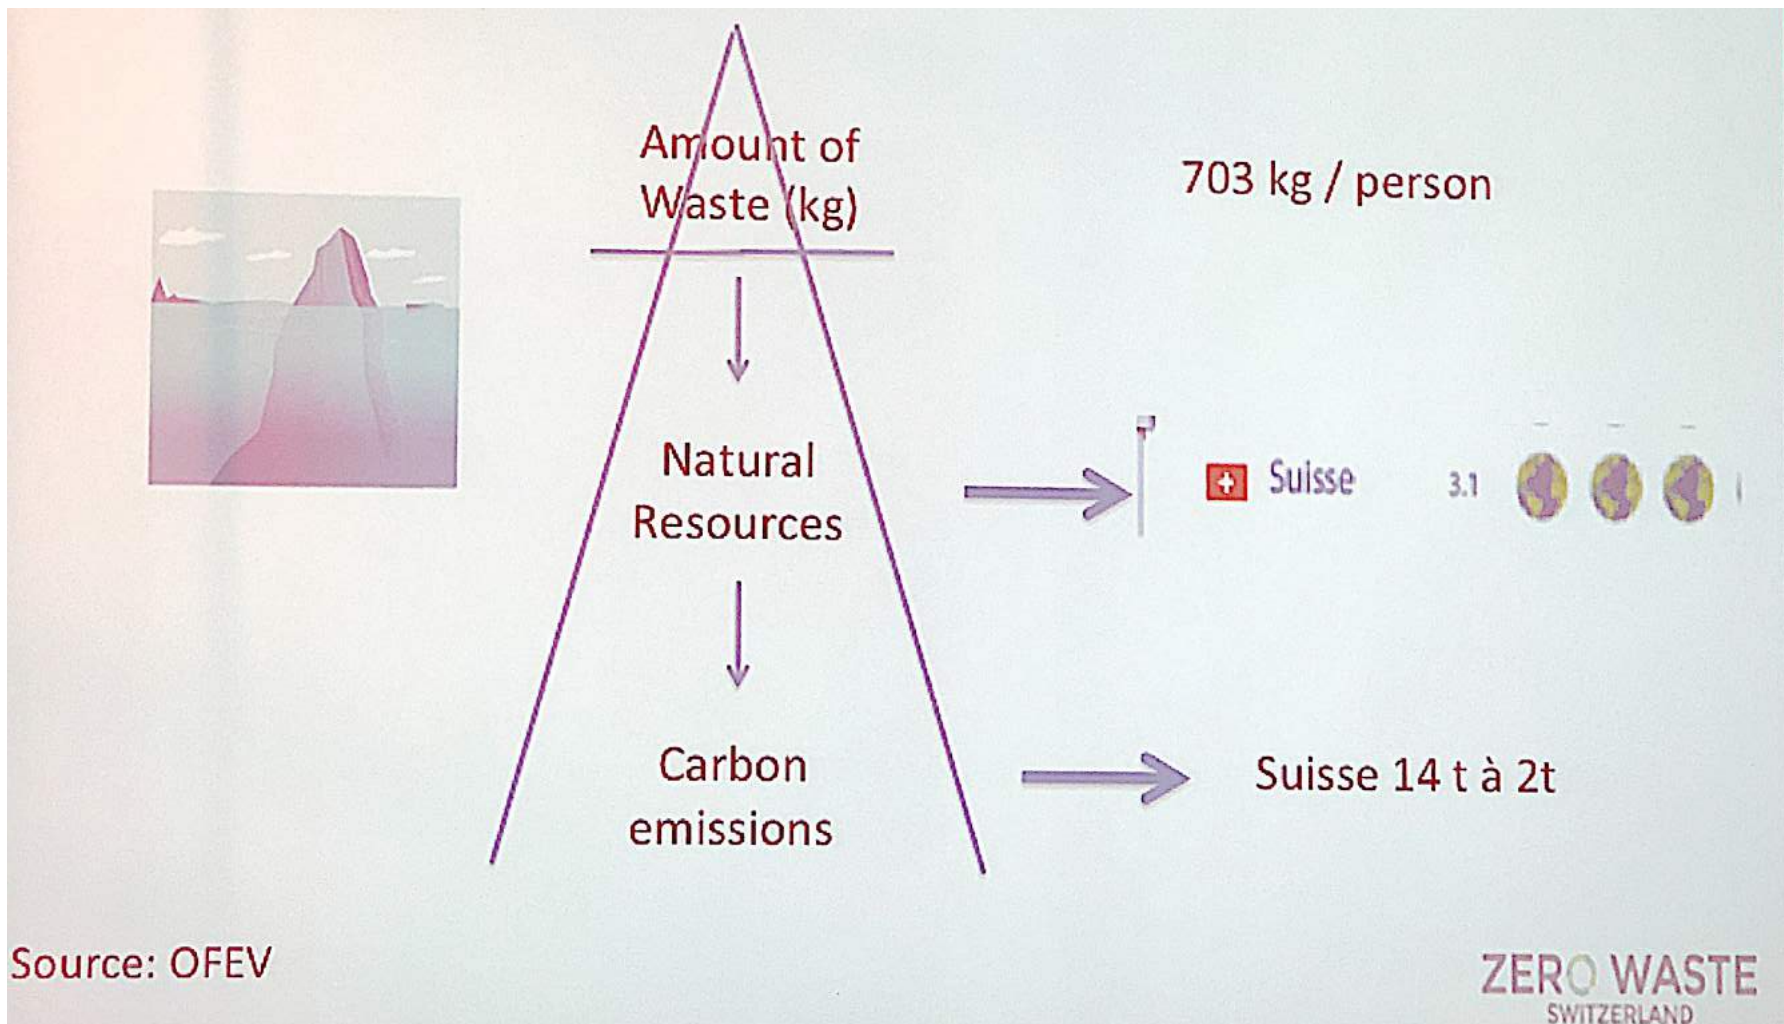 Amount of
Waste (kg)
703 kg / person
Natural
Resources
Suisse 3.1
Carbon
emissions
Suisse 14 t à 2t
Source: OFEV
ZERO WASTE
SWITZERLAND